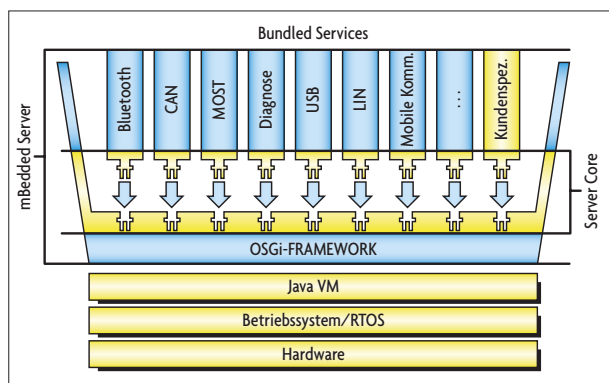 Bundled Services
mBedded Server
Bluetooth
CAN
MOST
Diagnose
USB
LIN
Mobile Komm.
...
Kundenspez.
Server Core
OSGi-FRAMEWORK
Java VM
Betriebssystem/RTOS
Hardware